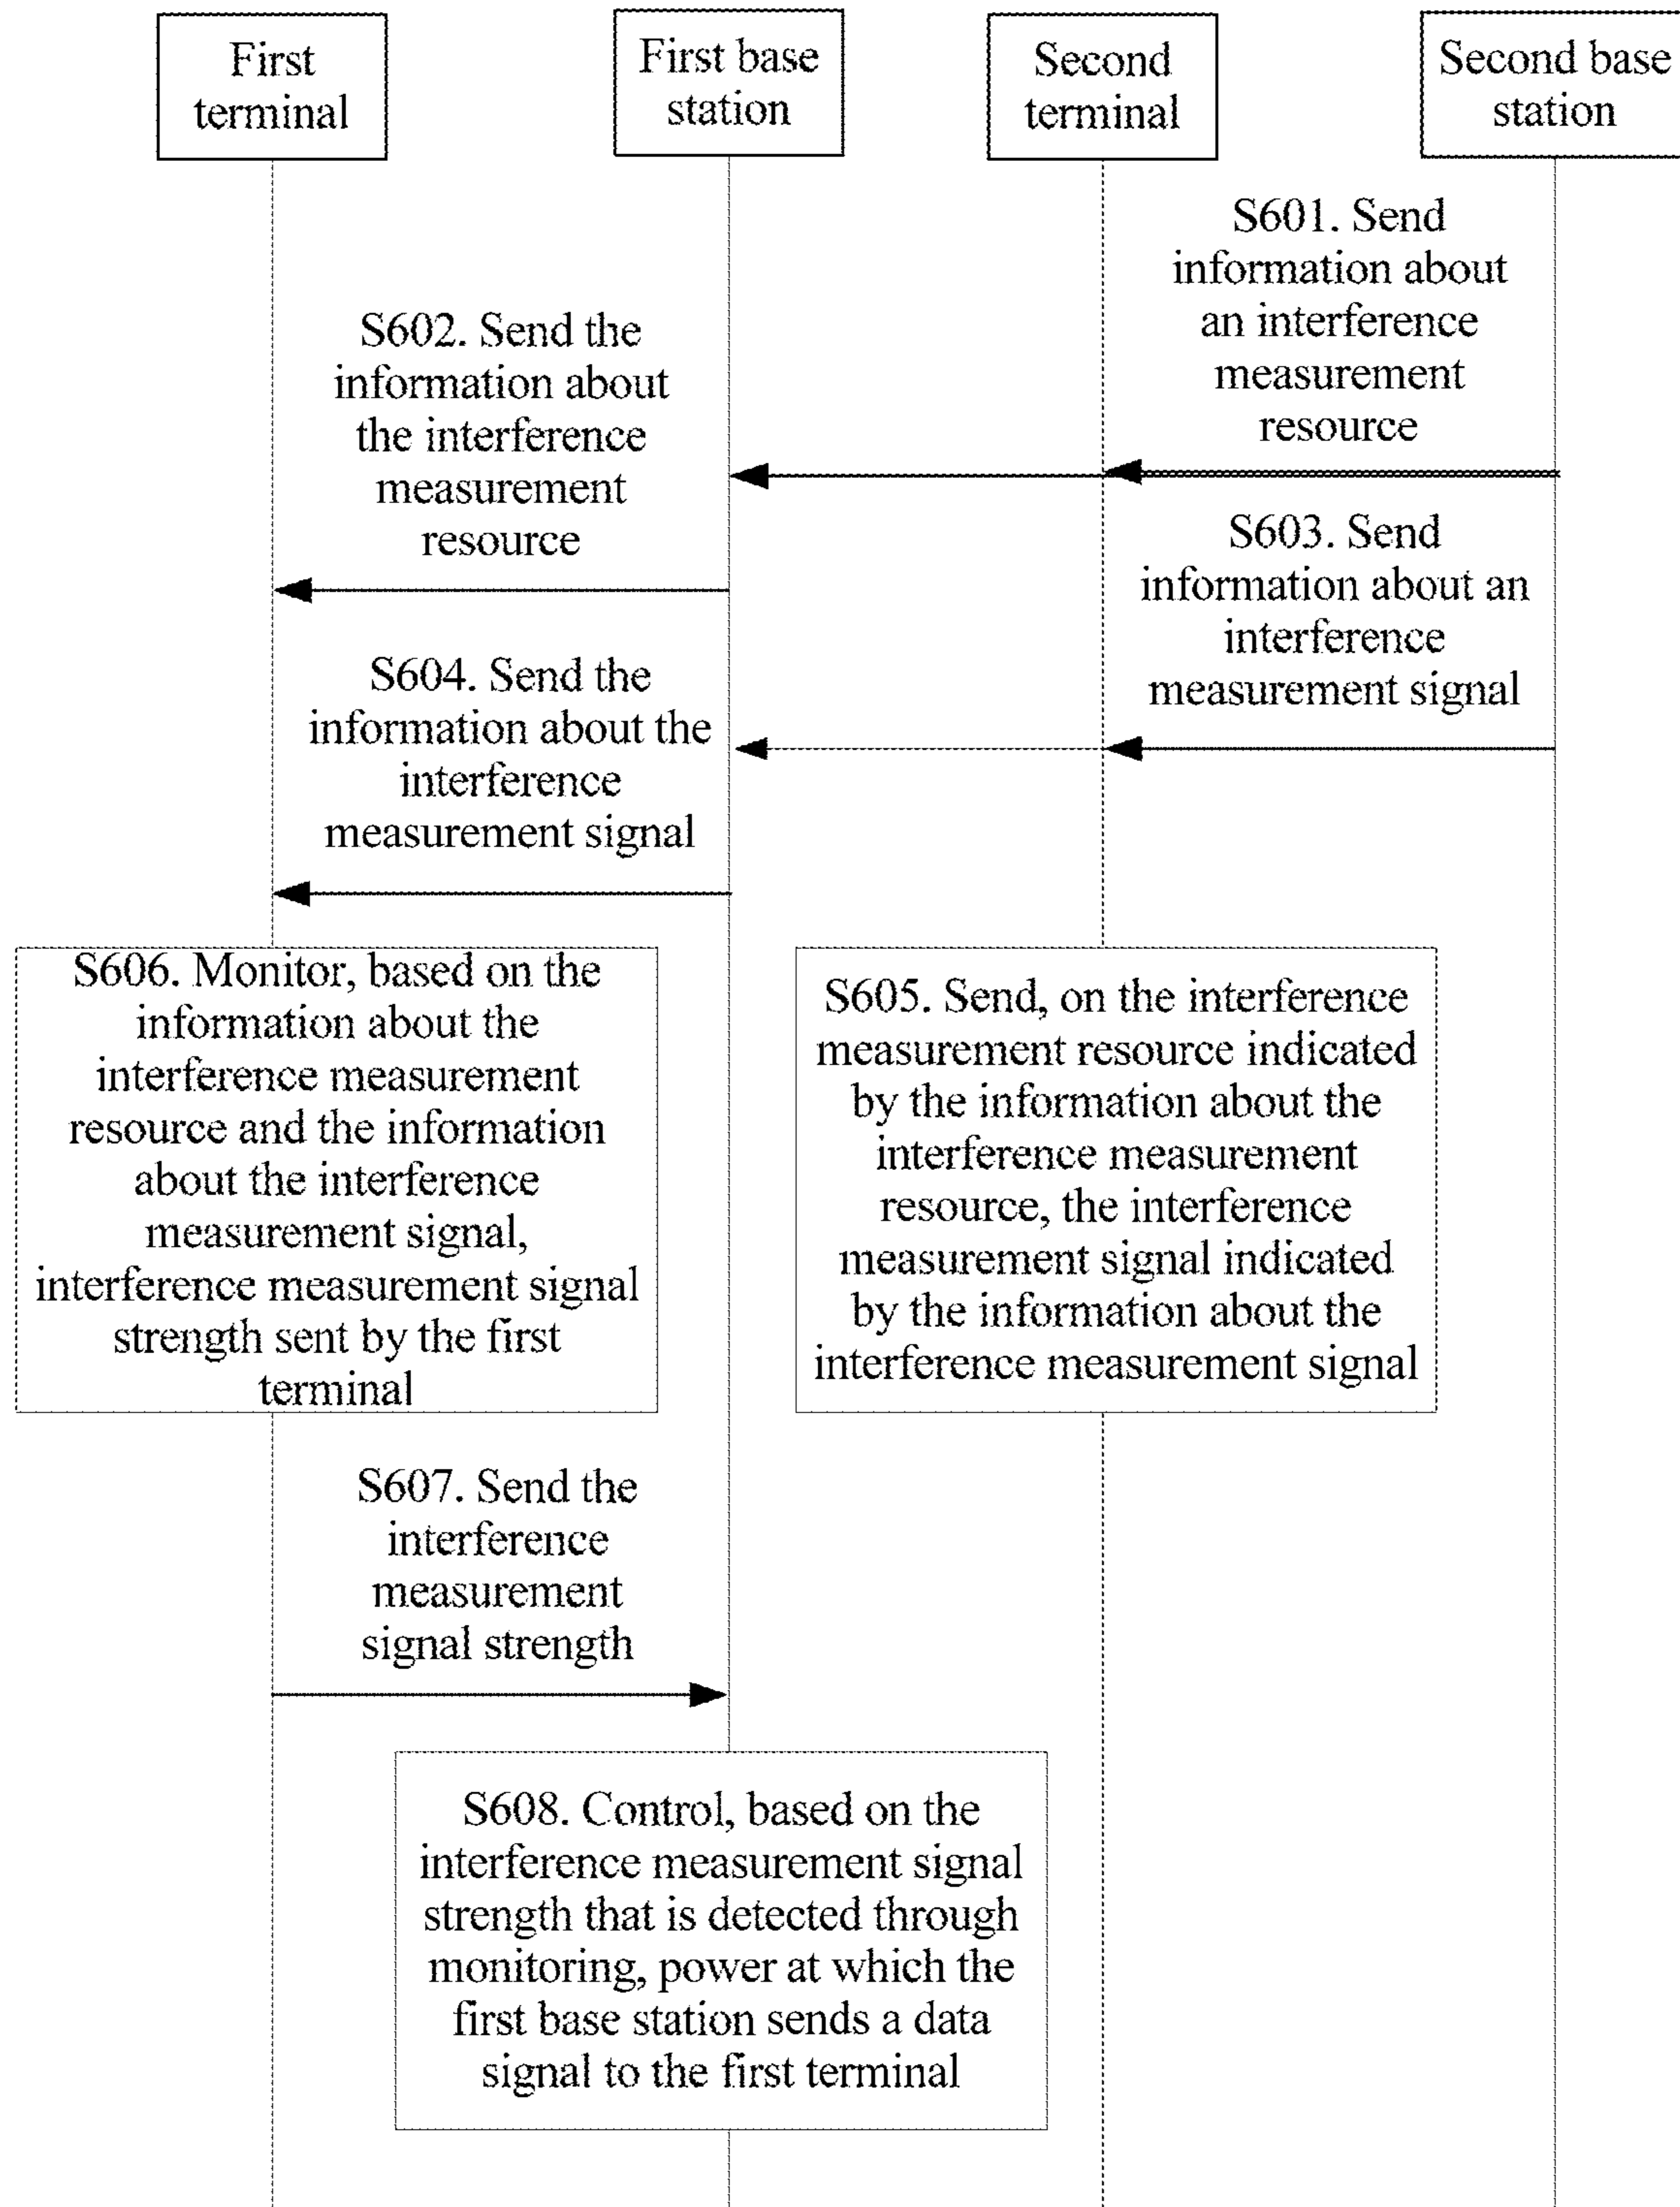 First
terminal
First base
station
Second
terminal
Second base
station
S601. Send
information about
an interference
measurement
resource
S602. Send the
information about
the interference
measurement
resource
S603. Send
information about an
interference
measurement signal
S604. Send the
information about the
interference
measurement signal
S606. Monitor, based on the
information about the
interference measurement
resource and the information
about the interference
measurement signal,
interference measurement signal
strength sent by the first
terminal
S605. Send, on the interference
measurement resource indicated
by the information about the
interference measurement
resource, the interference
measurement signal indicated
by the information about the
interference measurement signal
S607. Send the
interference
measurement
signal strength
S608. Control, based on the
interference measurement signal
strength that is detected through
monitoring, power at which the
first base station sends a data
signal to the first terminal